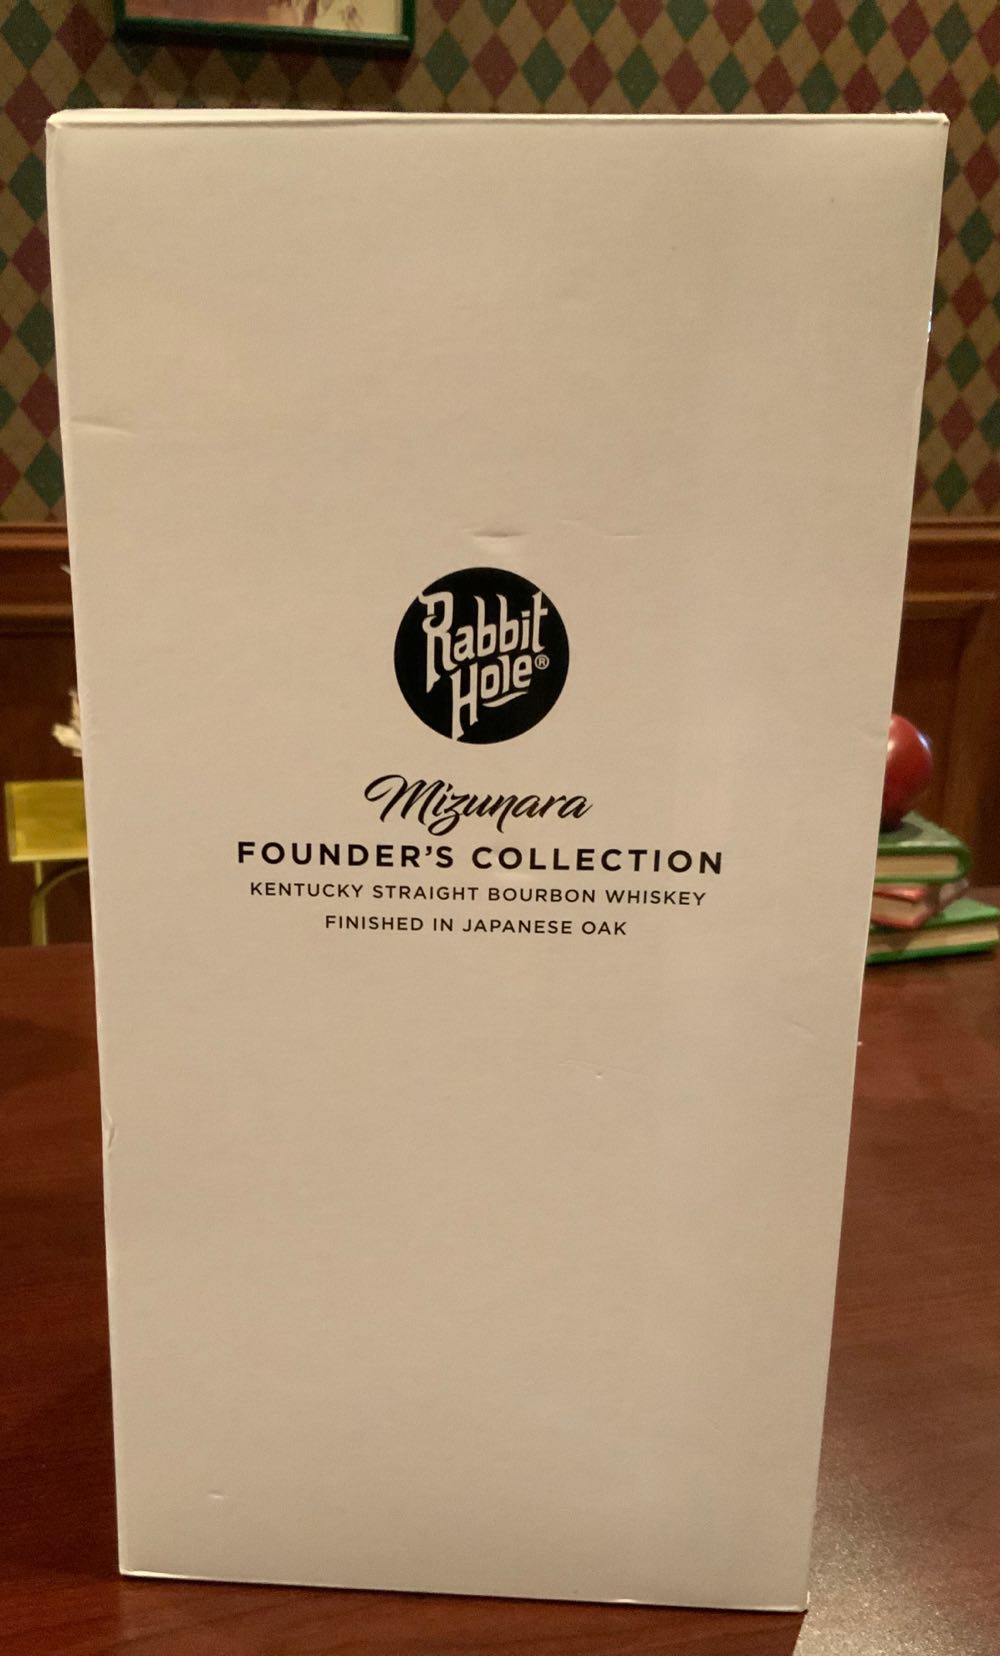 Rabbit
Hole®
Mizunara
FOUNDER'S COLLECTION
KENTUCKY STRAIGHT BOURBON WHISKEY
FINISHED IN JAPANESE OAK